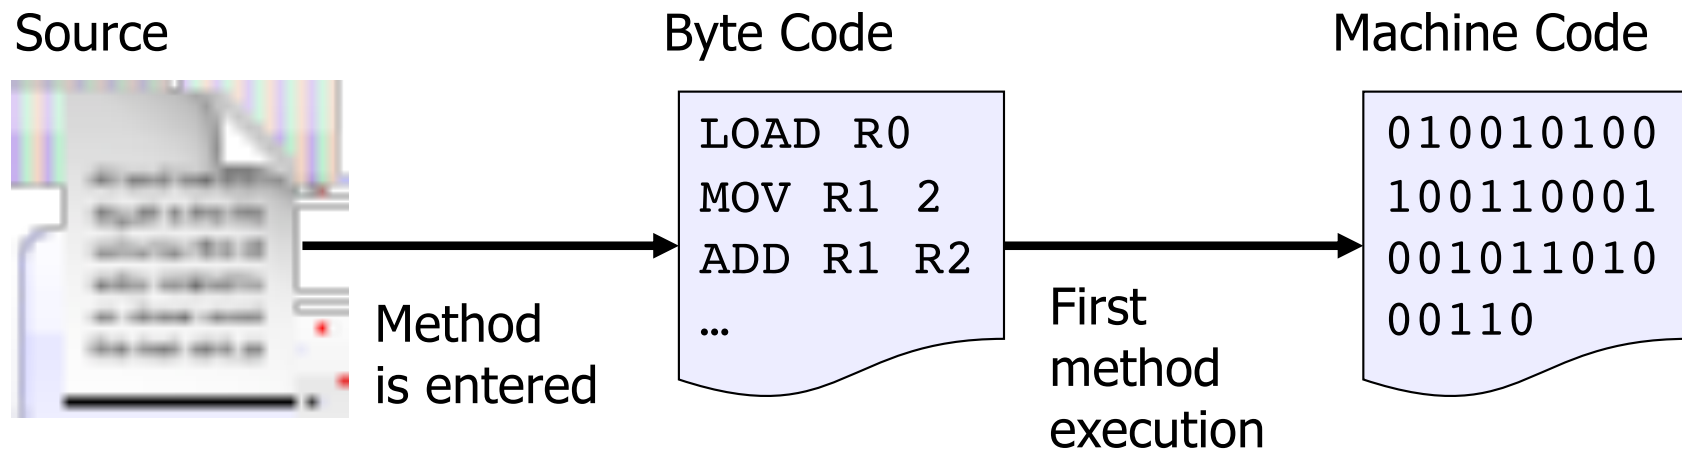 Source
Byte Code
Machine Code
LOAD R0
MOV R1 2
ADD R1 R2
…
010010100
100110001
001011010
00110
Method
is entered
First
method
execution